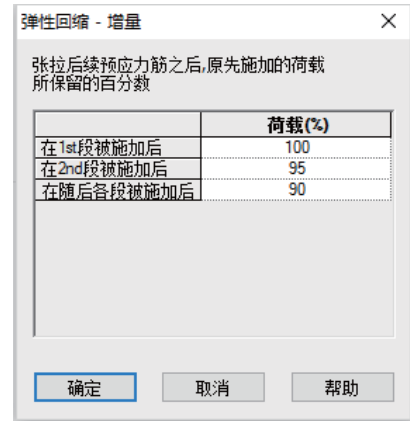 弹性回缩 - 增量
张拉后续预应力筋之后,原先施加的荷载
所保留的百分数
荷载(%)
在1st段被施加后 100
在2nd段被施加后 95
在随后各段被施加后 90
确定 取消 帮助